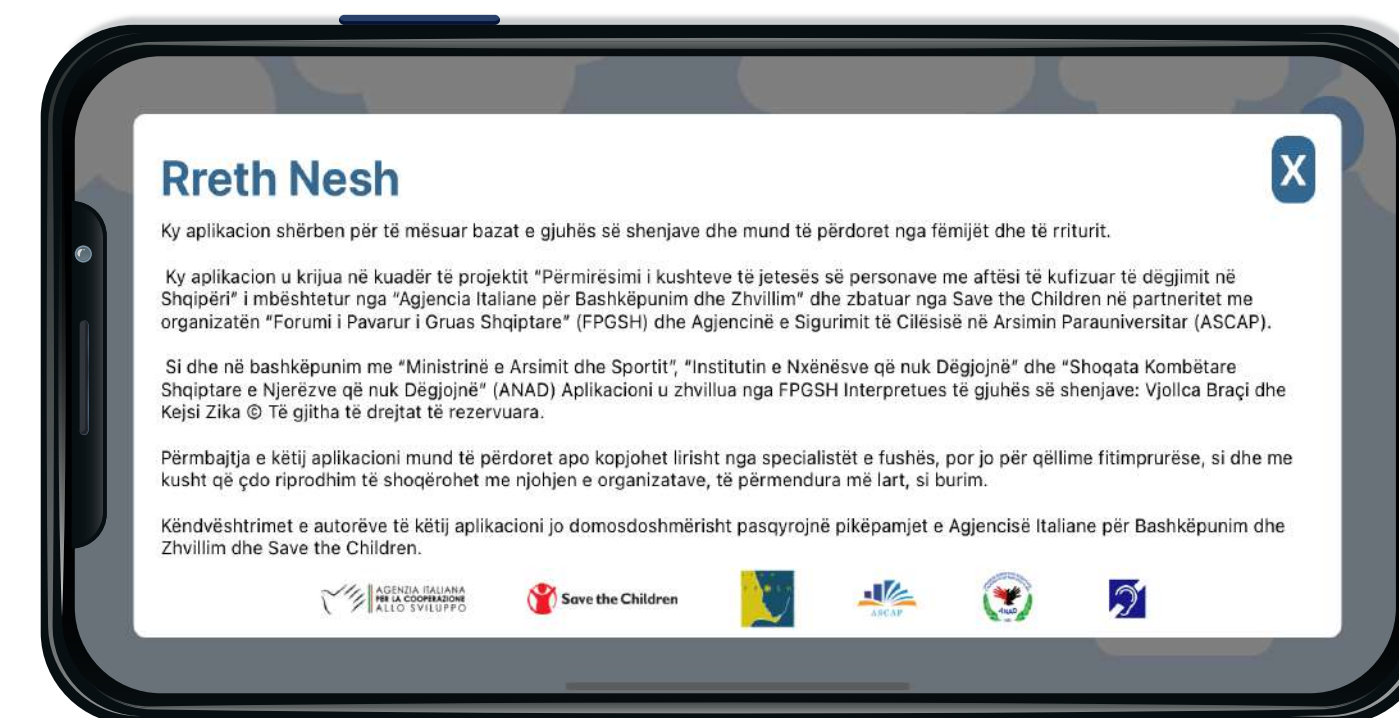 Rreth Nesh
X
Ky aplikacion shërben për të mësuar bazat e gjuhës së shenjave dhe mund të përdoret nga fëmijët dhe të rriturit.
Ky aplikacion u krijua në kuadër të projektit "Përmirësimi i kushteve të jetesës së personave me aftësi të kufizuar të dëgjimit në
Shqipëri" i mbështetur nga "Agjencia Italiane për Bashkëpunim dhe Zhvillim" dhe zbatuar nga Save the Children në partneritet me
organizatën "Forumi i Pavarur i Gruas Shqiptare" (FPGSH) dhe Agjencinë e Sigurimit të Cilësisë në Arsimin Parauniversitar (ASCAP).
Si dhe në bashkëpunim me "Ministrinë e Arsimit dhe Sportit", "Institutin e Nxënësve që nuk Dëgjojnë" dhe "Shoqata Kombëtare
Shqiptare e Njerëzve që nuk Dëgjojnë" (ANAD) Aplikacioni u zhvillua nga FPGSH Interpretues të gjuhës së shenjave: Vjollca Braçi dhe
Kejsi Zika © Të gjitha të drejtat të rezervuara.
Përmbajtja e këtij aplikacioni mund të përdoret apo kopjohet lirisht nga specialistët e fushës, por jo për qëllime fitimprurëse, si dhe me
kusht që çdo riprodhim të shoqërohet me njohjen e organizatave, të përmendura më lart, si burim.
Këndvështrimet e autorëve të këtij aplikacioni jo domosdoshmërisht pasqyrojnë pikëpamjet e Agjencisë Italiane për Bashkëpunim dhe
Zhvillim dhe Save the Children.
AGENZIA ITALIANA
PER LA COOPERAZIONE
ALLO SVILUPPO
Save the Children
ASCAP
ANAD